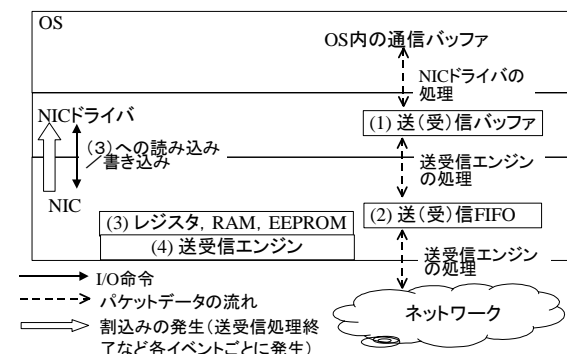 OS
OS内の通信バッファ
NICドライバの
処理
NICドライバ
(1) 送(受)信バッファ
(3)への読み込み
／書き込み
送受信エンジン
の処理
NIC
(3) レジスタ, RAM, EEPROM
(2) 送(受)信FIFO
(4) 送受信エンジン
送受信エンジン
の処理
I/O命令
パケットデータの流れ
ネットワーク
割込みの発生(送受信処理終
了など各イベントごとに発生)